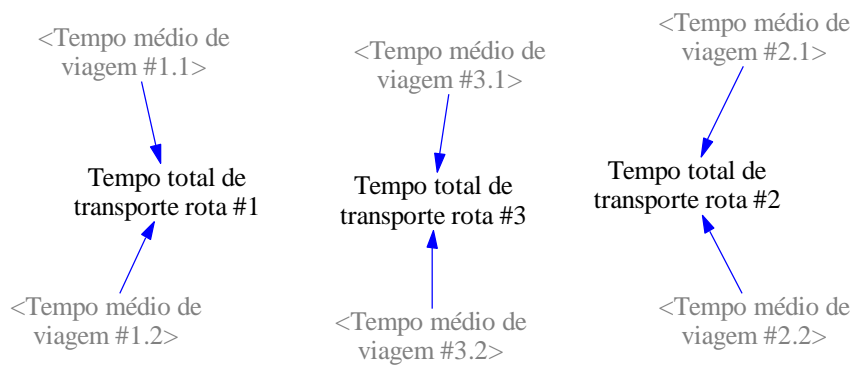 <Tempo médio de
viagem #1.1>
Tempo total de
transporte rota #1
<Tempo médio de
viagem #1.2>
<Tempo médio de
viagem #3.1>
Tempo total de
transporte rota #3
<Tempo médio de
viagem #3.2>
<Tempo médio de
viagem #2.1>
Tempo total de
transporte rota #2
<Tempo médio de
viagem #2.2>